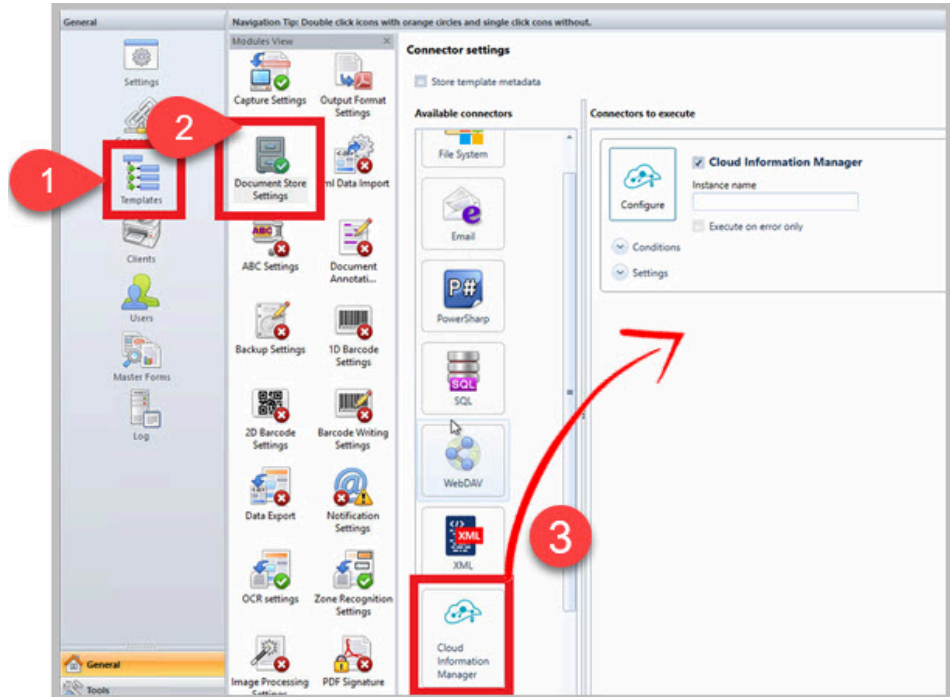 General
Navigation Tip: Double click icons with orange circles and single click cons without.
Settings
1
Templates
Clients
Users
Master Forms
Log
General
Tools
Modules View
Capture Settings
Output Format
Settings
2
Document Store
Settings
ml Data Import
ABC
ABC Settings
Document
Annotati...
Backup Settings
1D Barcode
Settings
2D Barcode
Settings
Barcode Writing
Settings
Data Export
Notification
Settings
OCR settings
Zone Recognition
Settings
Image Processing
Settings
PDF Signature
Connector settings
Store template metadata
Available connectors
File System
Email
P#
PowerSharp
SQL
SQL
WebDAV
XML
XML
Cloud
Information
Manager
3
Connectors to execute
Configure
Cloud Information Manager
Instance name
Execute on error only
Conditions
Settings